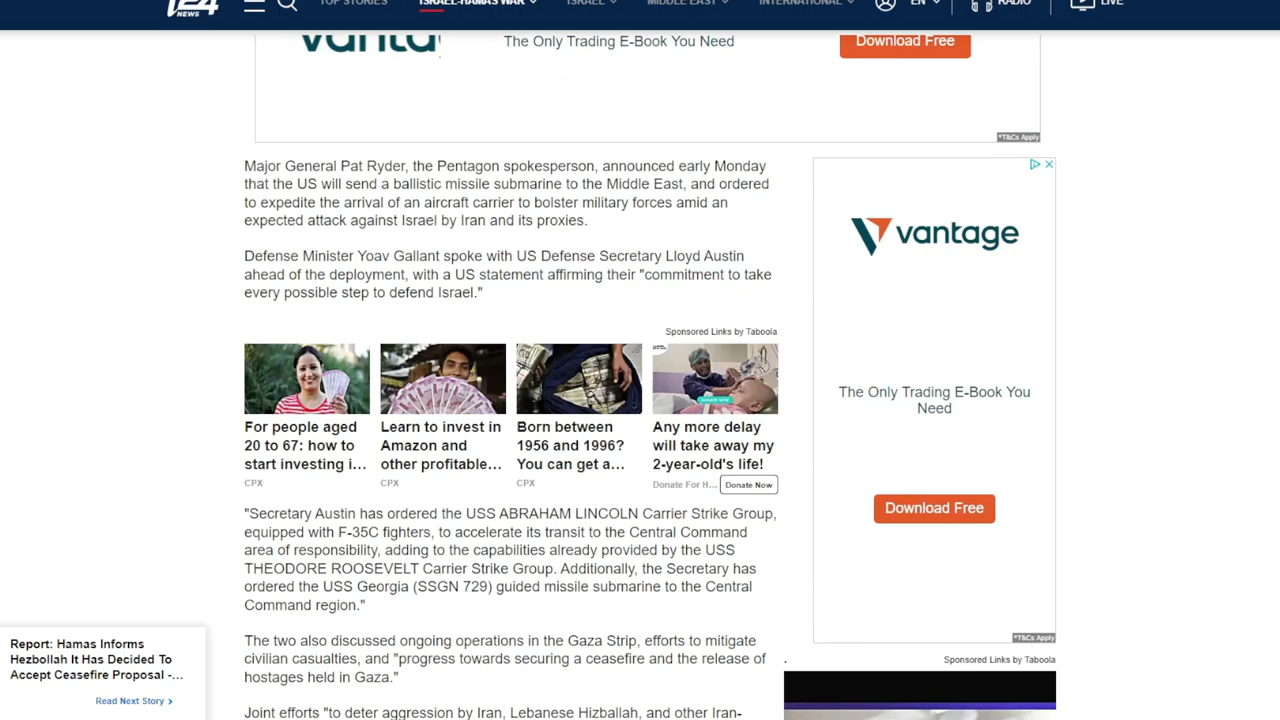 i24
NEWS
TOP STORIES
ISRAEL-HAMAS WAR
ISRAEL
MIDDLE EAST
INTERNATIONAL
EN
RADIO
LIVE
The Only Trading E-Book You Need
Download Free
*T&Cs Apply
Major General Pat Ryder, the Pentagon spokesperson, announced early Monday
that the US will send a ballistic missile submarine to the Middle East, and ordered
to expedite the arrival of an aircraft carrier to bolster military forces amid an
expected attack against Israel by Iran and its proxies.
Defense Minister Yoav Gallant spoke with US Defense Secretary Lloyd Austin
ahead of the deployment, with a US statement affirming their "commitment to take
every possible step to defend Israel."
Sponsored Links by Taboola
For people aged
20 to 67: how to
start investing i...
CPX
Learn to invest in
Amazon and
other profitable...
CPX
Born between
1956 and 1996?
You can get a...
CPX
DONATE NOW
Any more delay
will take away my
2-year-old's life!
Donate For H...
Donate Now
"Secretary Austin has ordered the USS ABRAHAM LINCOLN Carrier Strike Group,
equipped with F-35C fighters, to accelerate its transit to the Central Command
area of responsibility, adding to the capabilities already provided by the USS
THEODORE ROOSEVELT Carrier Strike Group. Additionally, the Secretary has
ordered the USS Georgia (SSGN 729) guided missile submarine to the Central
Command region."
The two also discussed ongoing operations in the Gaza Strip, efforts to mitigate
civilian casualties, and "progress towards securing a ceasefire and the release of
hostages held in Gaza."
Joint efforts "to deter aggression by Iran, Lebanese Hizballah, and other Iran-
vantage
The Only Trading E-Book You
Need
Download Free
*T&Cs Apply
Sponsored Links by Taboola
Report: Hamas Informs
Hezbollah It Has Decided To
Accept Ceasefire Proposal -...
Read Next Story >